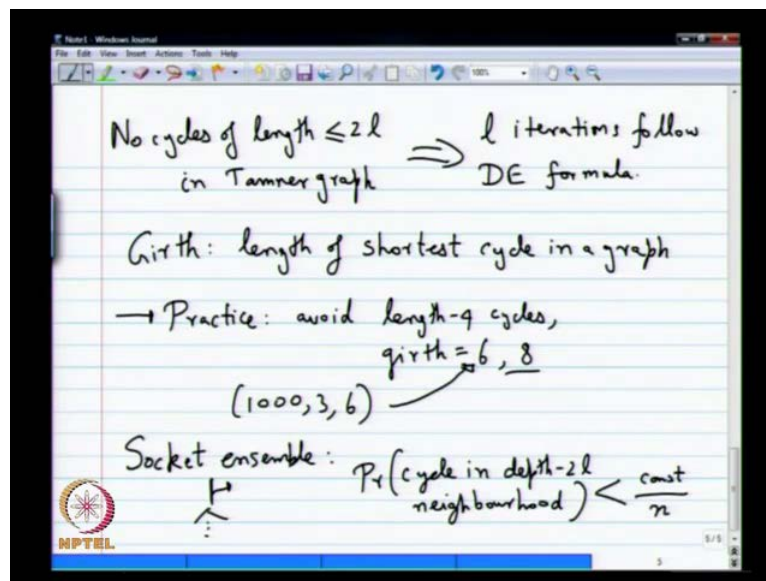 Note1 - Windows Journal
File Edit View Insert Actions Tools Help
100%
No cycles of length ≤ 2l ⟹ l iterations follow
in Tanner graph DE formula.
Girth: length of shortest cycle in a graph
→ Practice: avoid length-4 cycles,
girth = 6, 8
(1000, 3, 6)
Socket ensemble: Pr(cycle in depth-2l neighbourhood) < const/n
NPTEL
5/5
5